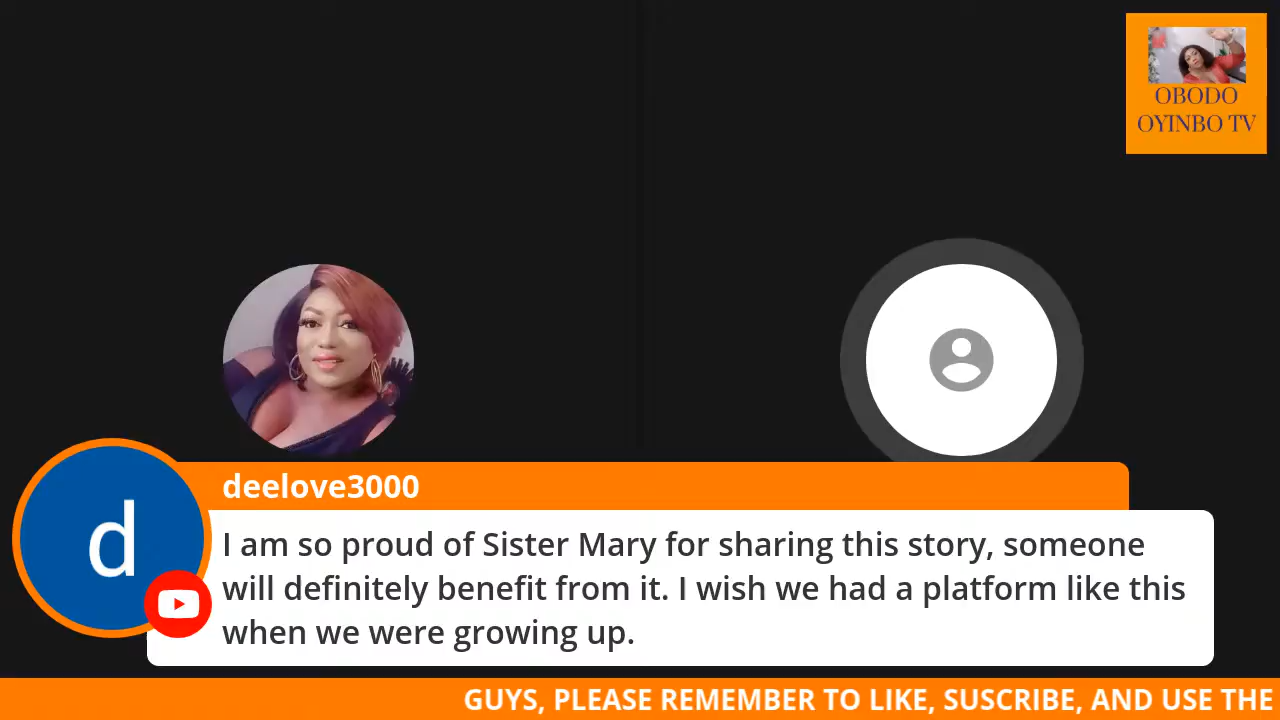 OBODO
OYINBO TV
deelove3000
d
I am so proud of Sister Mary for sharing this story, someone
will definitely benefit from it. I wish we had a platform like this
when we were growing up.
GUYS, PLEASE REMEMBER TO LIKE, SUSCRIBE, AND USE THE